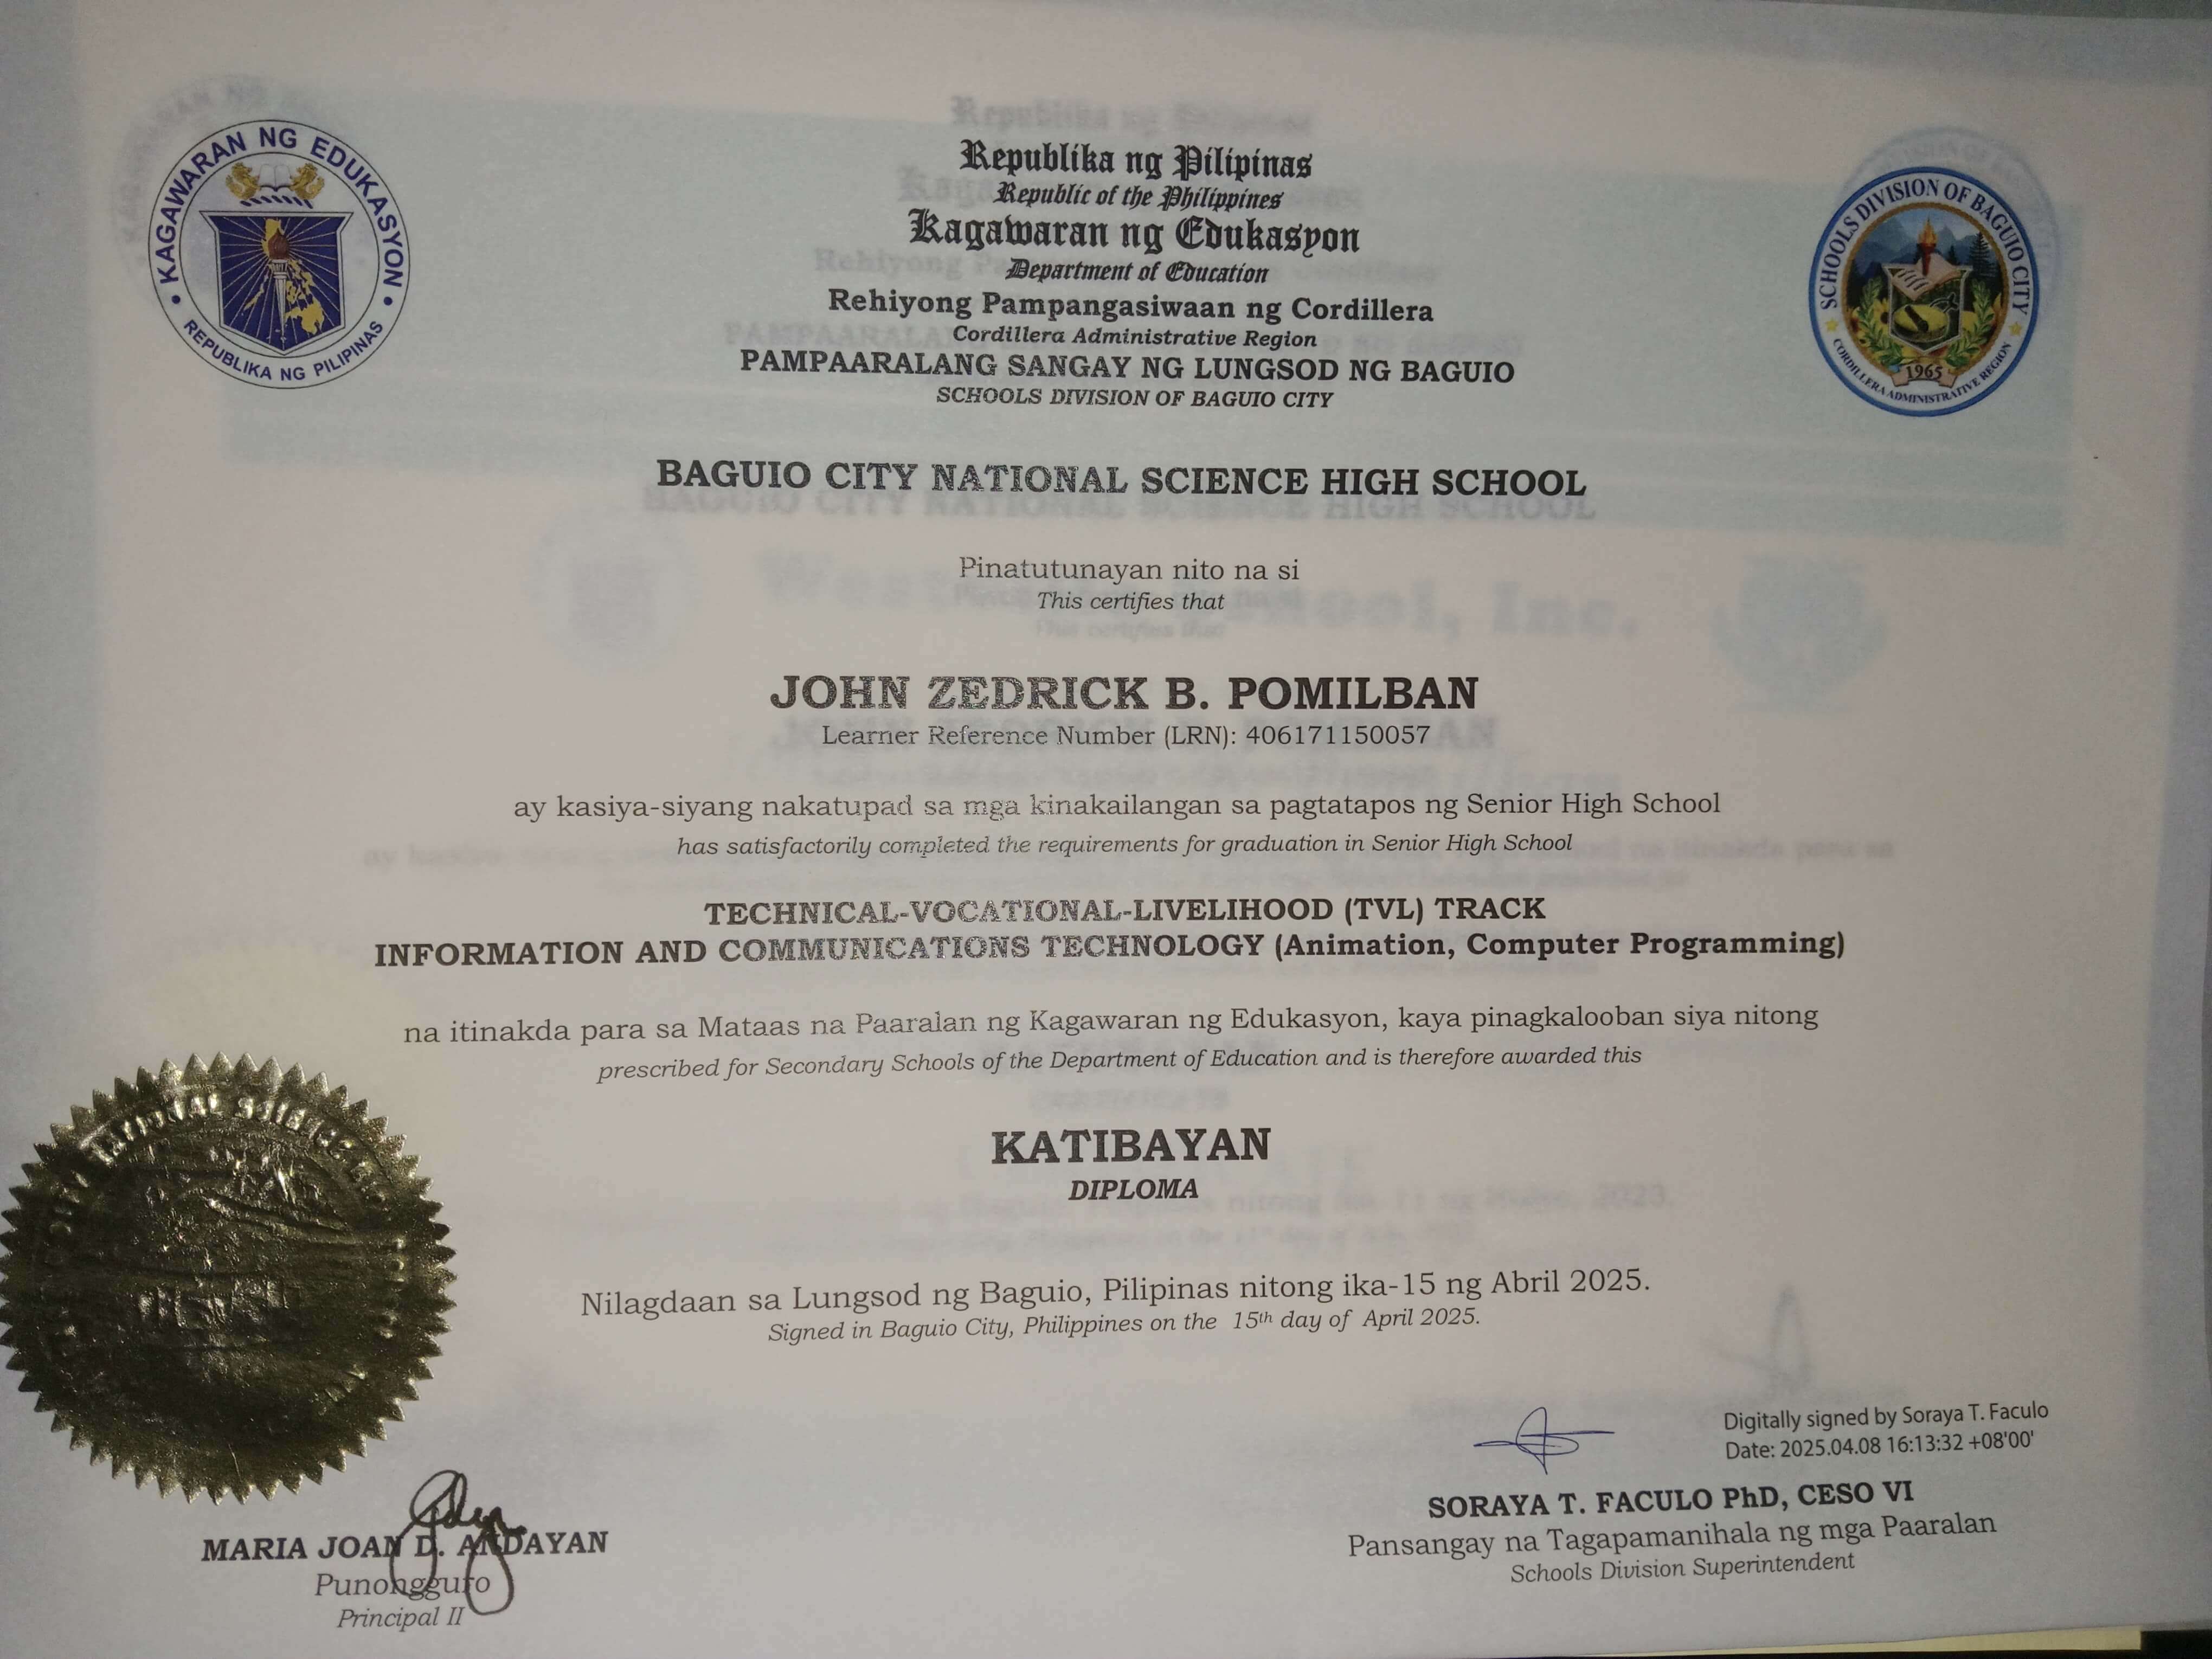 KAGAWARAN NG EDUKASYON
REPUBLIKA NG PILIPINAS
Republika ng Pilipinas
Republic of the Philippines
Kagawaran ng Edukasyon
Department of Education
Rehiyong Pampangasiwaan ng Cordillera
Cordillera Administrative Region
PAMPAARALANG SANGAY NG LUNGSOD NG BAGUIO
SCHOOLS DIVISION OF BAGUIO CITY
SCHOOLS DIVISION OF BAGUIO CITY
1965
CORDILLERA ADMINISTRATIVE REGION
BAGUIO CITY NATIONAL SCIENCE HIGH SCHOOL
Pinatutunayan nito na si
This certifies that
JOHN ZEDRICK B. POMILBAN
Learner Reference Number (LRN): 406171150057
ay kasiya-siyang nakatupad sa mga kinakailangan sa pagtatapos ng Senior High School
has satisfactorily completed the requirements for graduation in Senior High School
TECHNICAL-VOCATIONAL-LIVELIHOOD (TVL) TRACK
INFORMATION AND COMMUNICATIONS TECHNOLOGY (Animation, Computer Programming)
na itinakda para sa Mataas na Paaralan ng Kagawaran ng Edukasyon, kaya pinagkalooban siya nitong
prescribed for Secondary Schools of the Department of Education and is therefore awarded this
KATIBAYAN
DIPLOMA
Nilagdaan sa Lungsod ng Baguio, Pilipinas nitong ika-15 ng Abril 2025.
Signed in Baguio City, Philippines on the 15th day of April 2025.
Digitally signed by Soraya T. Faculo
Date: 2025.04.08 16:13:32 +08'00'
MARIA JOAN D. ANDAYAN
Punongguro
Principal II
SORAYA T. FACULO PhD, CESO VI
Pansangay na Tagapamanihala ng mga Paaralan
Schools Division Superintendent